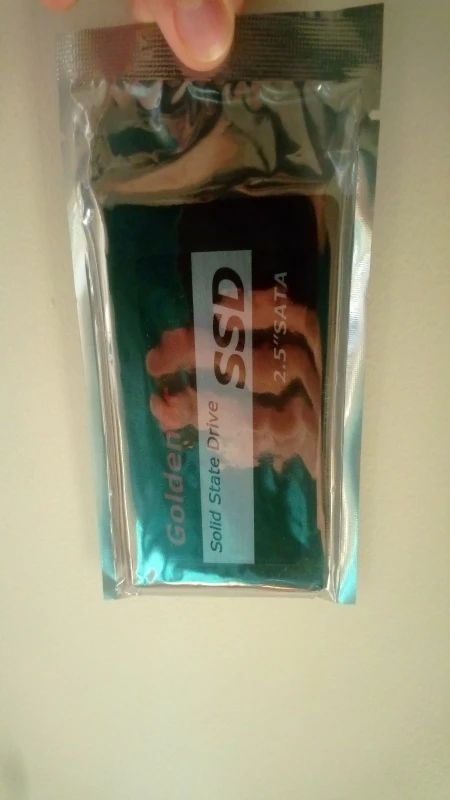 Golden
Solid State Drive SSD
2.5"SATA